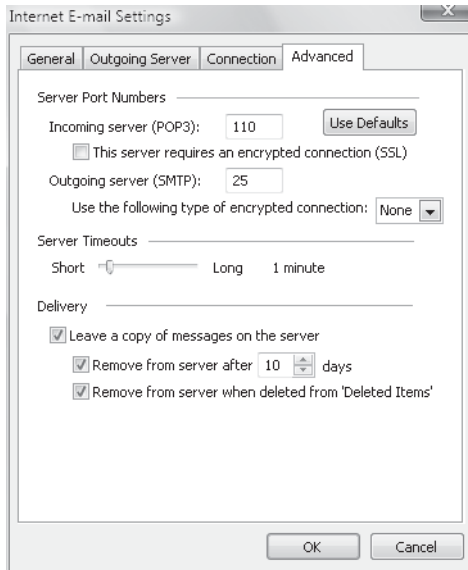 Internet E-mail Settings
General Outgoing Server Connection Advanced
Server Port Numbers
Incoming server (POP3): 110 Use Defaults
This server requires an encrypted connection (SSL)
Outgoing server (SMTP): 25
Use the following type of encrypted connection: None
Server Timeouts
Short Long 1 minute
Delivery
Leave a copy of messages on the server
Remove from server after 10 days
Remove from server when deleted from 'Deleted Items'
OK Cancel